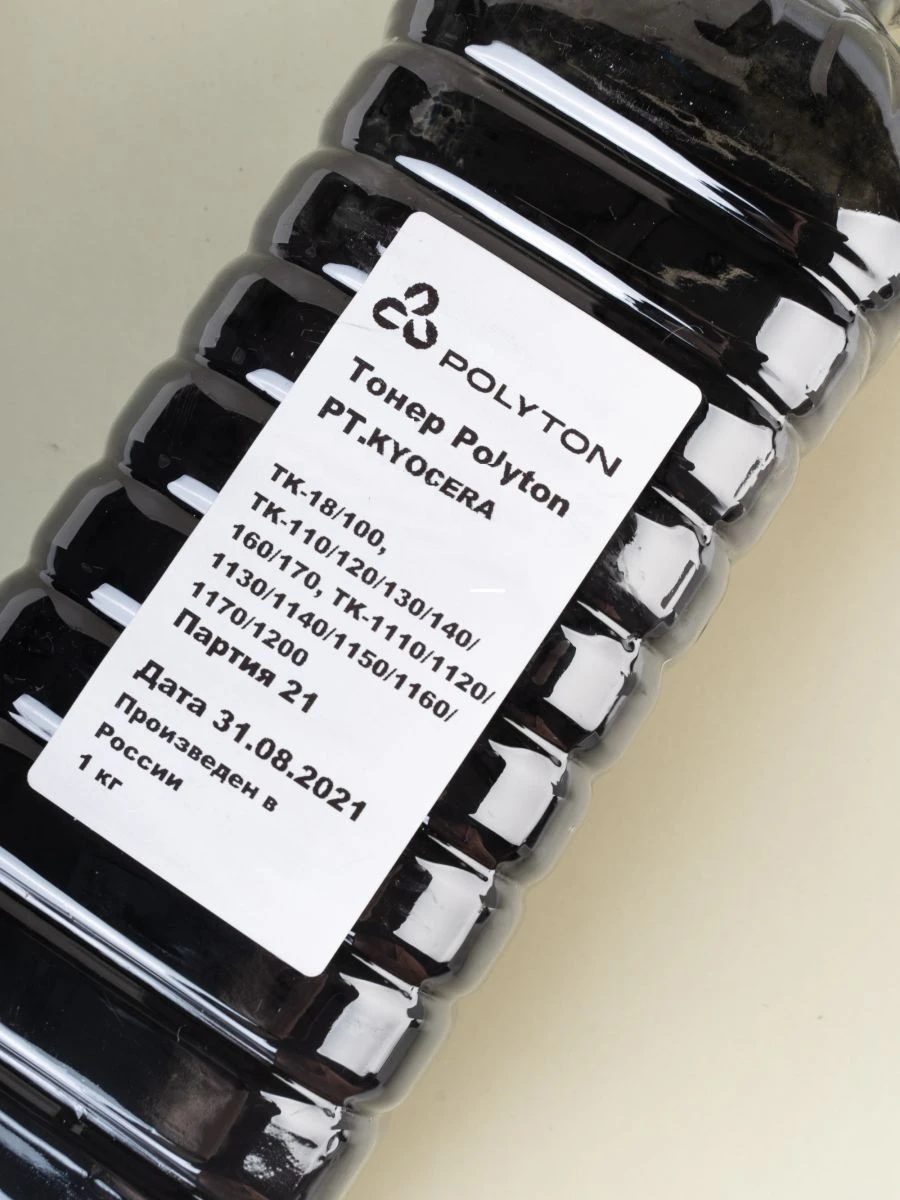 POLYTON
Тонер Polyton
PT.KYOCERA
TK-18/100,
TK-110/120/130/140/
160/170, TK-1110/1120/
1130/1140/1150/1160/
1170/1200
Партия 21
Дата 31.08.2021
Произведен в
России
1 кг